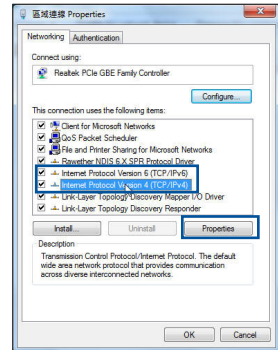 區域連線 Properties
Networking Authentication
Connect using:
Realtek PCIe GBE Family Controller
Configure...
This connection uses the following items:
Client for Microsoft Networks
QoS Packet Scheduler
File and Printer Sharing for Microsoft Networks
Rawether NDIS 6.X SPR Protocol Driver
Internet Protocol Version 6 (TCP/IPv6)
Internet Protocol Version 4 (TCP/IPv4)
Link-Layer Topology Discovery Mapper I/O Driver
Link-Layer Topology Discovery Responder
Install... Uninstall Properties
Description
Transmission Control Protocol/Internet Protocol. The default
wide area network protocol that provides communication
across diverse interconnected networks.
OK Cancel